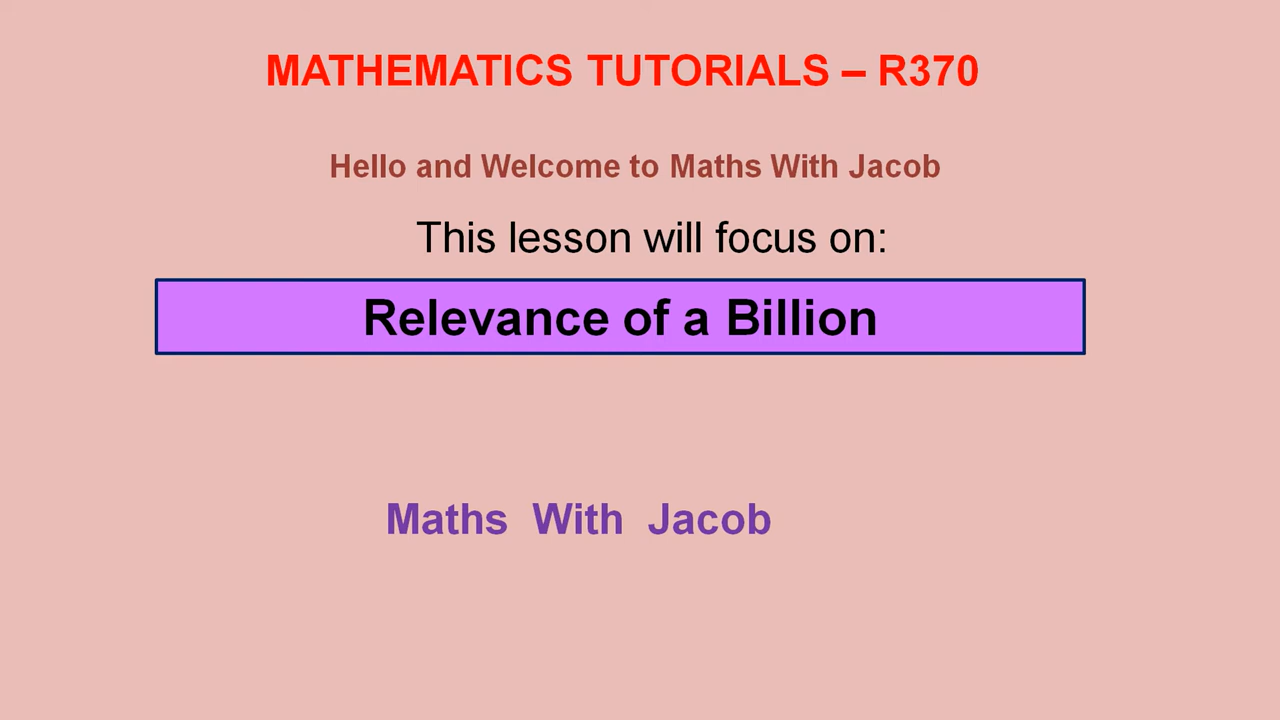 MATHEMATICS TUTORIALS – R370
Hello and Welcome to Maths With Jacob
This lesson will focus on:
Relevance of a Billion
Maths With Jacob